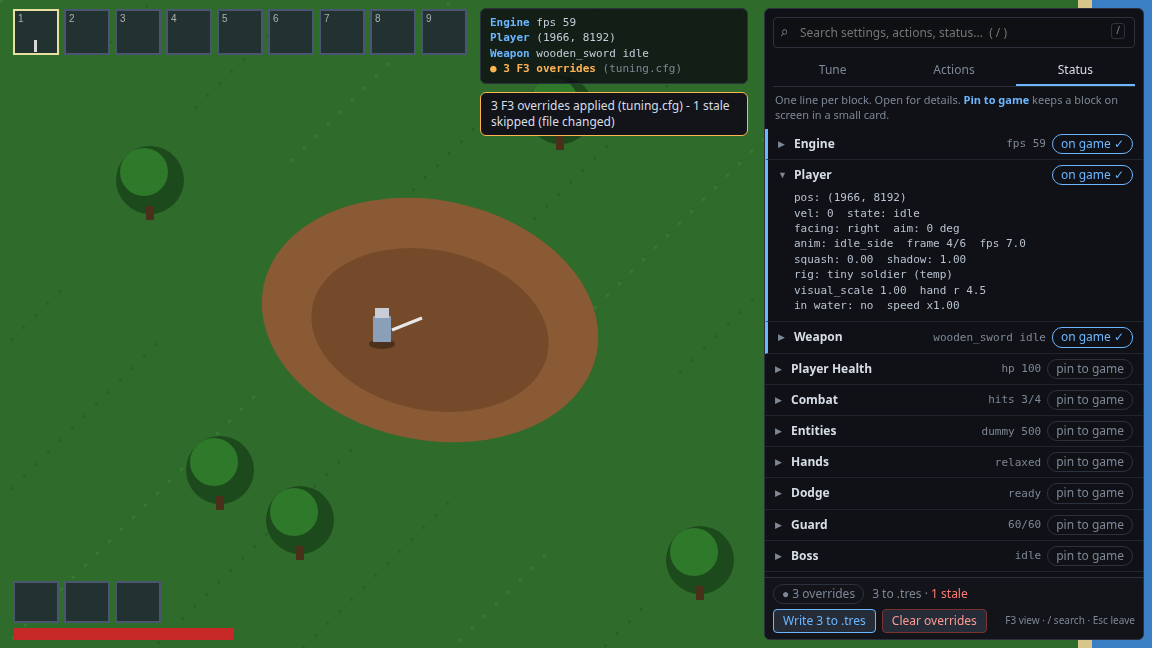 1 2 3 4 5 6 7 8 9
Engine fps 59
Player (1966, 8192)
Weapon wooden_sword idle
● 3 F3 overrides (tuning.cfg)
3 F3 overrides applied (tuning.cfg) - 1 stale
skipped (file changed)
Search settings, actions, status... ( / ) /
Tune Actions Status
One line per block. Open for details. Pin to game keeps a block on
screen in a small card.
▶ Engine fps 59 on game ✓
▼ Player on game ✓
pos: (1966, 8192)
vel: 0 state: idle
facing: right aim: 0 deg
anim: idle_side frame 4/6 fps 7.0
squash: 0.00 shadow: 1.00
rig: tiny soldier (temp)
visual_scale 1.00 hand r 4.5
in water: no speed x1.00
▶ Weapon wooden_sword idle on game ✓
▶ Player Health hp 100 pin to game
▶ Combat hits 3/4 pin to game
▶ Entities dummy 500 pin to game
▶ Hands relaxed pin to game
▶ Dodge ready pin to game
▶ Guard 60/60 pin to game
▶ Boss idle pin to game
● 3 overrides 3 to .tres · 1 stale
Write 3 to .tres Clear overrides F3 view · / search · Esc leave